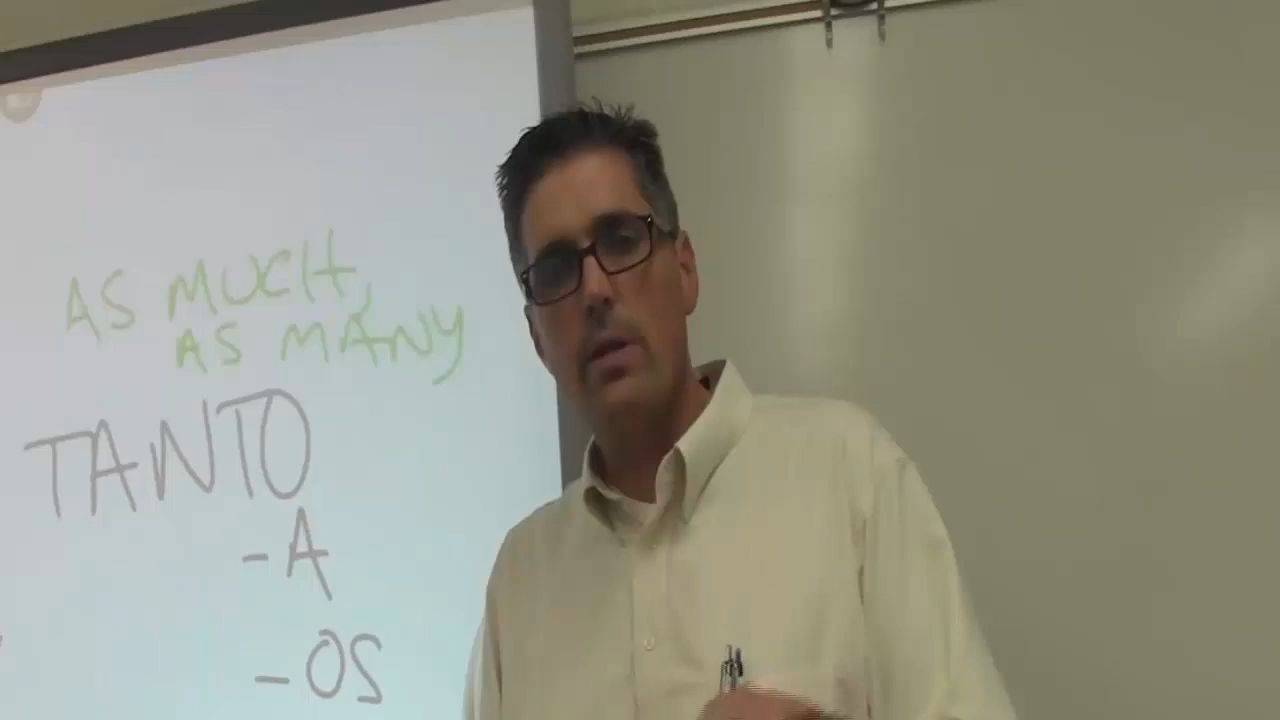 AS MUCH,
AS MANY
TANTO
-A
-OS